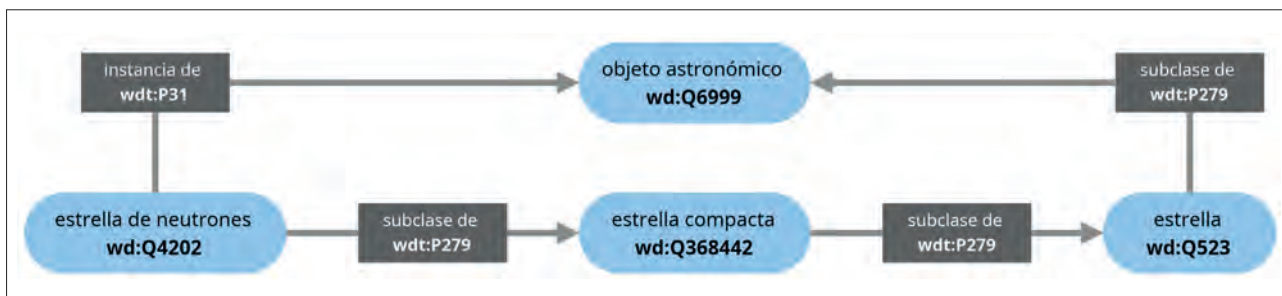 instancia de
wdt:P31
objeto astronómico
wd:Q6999
subclase de
wdt:P279
estrella de neutrones
wd:Q4202
subclase de
wdt:P279
estrella compacta
wd:Q368442
subclase de
wdt:P279
estrella
wd:Q523